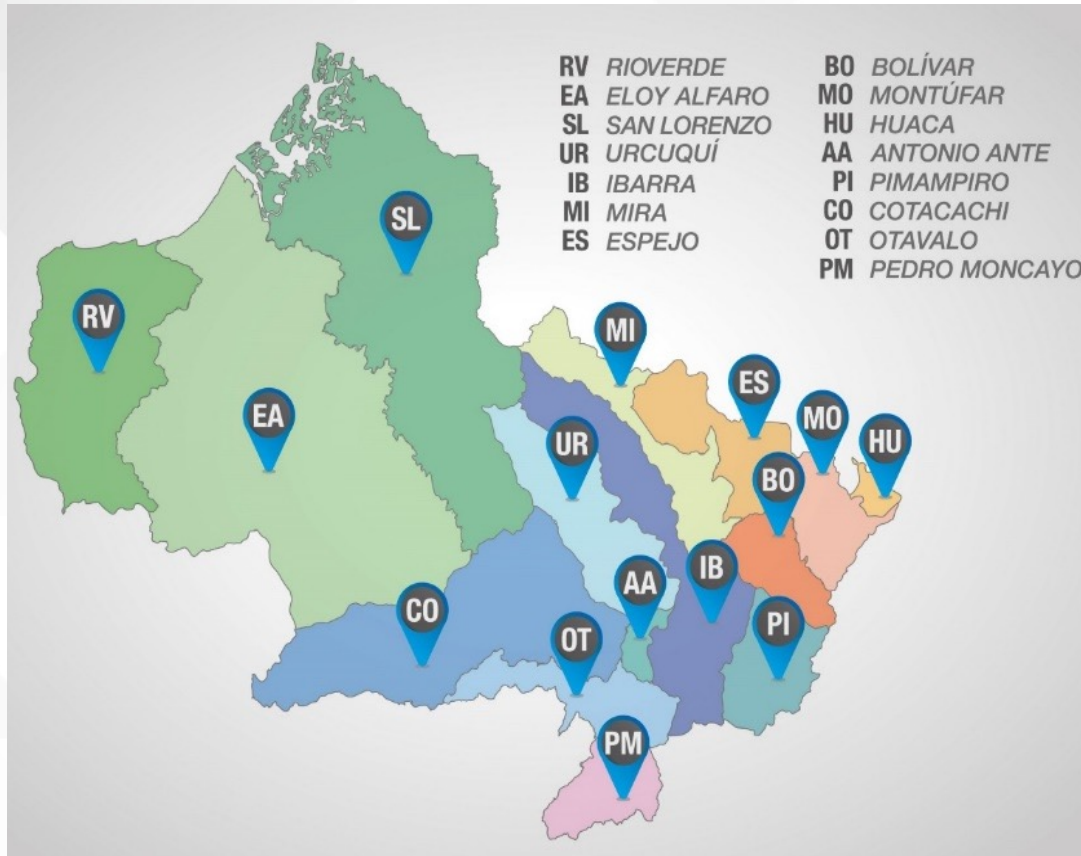 RV RIOVERDE
EA ELOY ALFARO
SL SAN LORENZO
UR URCUQUÍ
IB IBARRA
MI MIRA
ES ESPEJO
BO BOLÍVAR
MO MONTÚFAR
HU HUACA
AA ANTONIO ANTE
PI PIMAMPIRO
CO COTACACHI
OT OTAVALO
PM PEDRO MONCAYO
SL
RV
MI
EA
ES
UR
MO
HU
BO
IB
AA
CO
PI
OT
PM